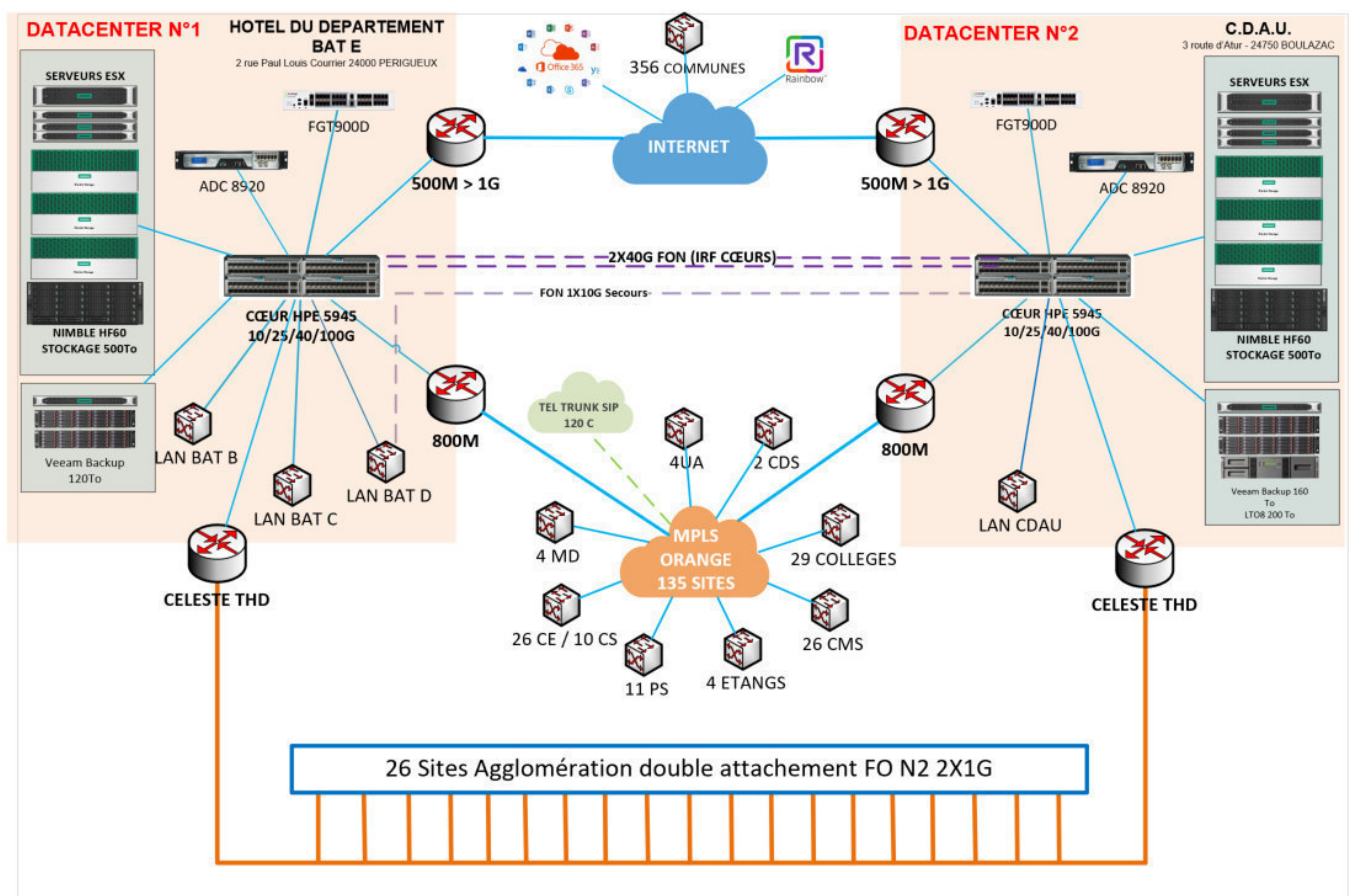 DATACENTER N°1
HOTEL DU DEPARTEMENT
BAT E
2 rue Paul Louis Courrier 24000 PERIGUEUX
SERVEURS ESX
FGT900D
ADC 8920
500M > 1G
NIMBLE HF60
STOCKAGE 500To
CŒUR HPE 5945
10/25/40/100G
Veeam Backup
120To
LAN BAT B
LAN BAT C
LAN BAT D
800M
CELESTE THD
Office 365
356 COMMUNES
Rainbow
INTERNET
2X40G FON (IRF CŒURS)
FON 1X10G Secours
TEL TRUNK SIP
120 C
4UA
2 CDS
4 MD
MPLS
ORANGE
135 SITES
29 COLLEGES
26 CE / 10 CS
26 CMS
11 PS
4 ETANGS
DATACENTER N°2
C.D.A.U.
3 route d'Atur - 24750 BOULAZAC
SERVEURS ESX
FGT900D
ADC 8920
500M > 1G
CŒUR HPE 5945
10/25/40/100G
NIMBLE HF60
STOCKAGE 500To
800M
LAN CDAU
Veeam Backup 160
To
LTO8 200 To
CELESTE THD
26 Sites Agglomération double attachement FO N2 2X1G